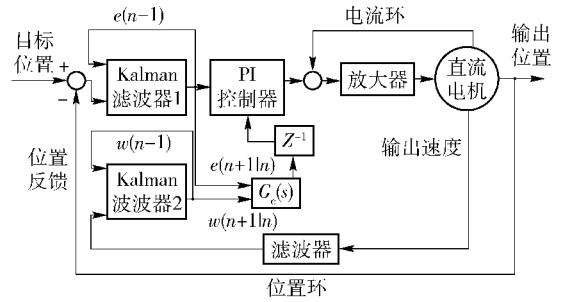 e(n−1)
电流环
目标
位置
+
−
Kalman
滤波器1
PI
控制器
放大器
直流
电机
输出
位置
w(n−1)
Z⁻¹
输出速度
位置
反馈
Kalman
波波器2
e(n+1|n)
Gc(s)
w(n+1|n)
滤波器
位置环